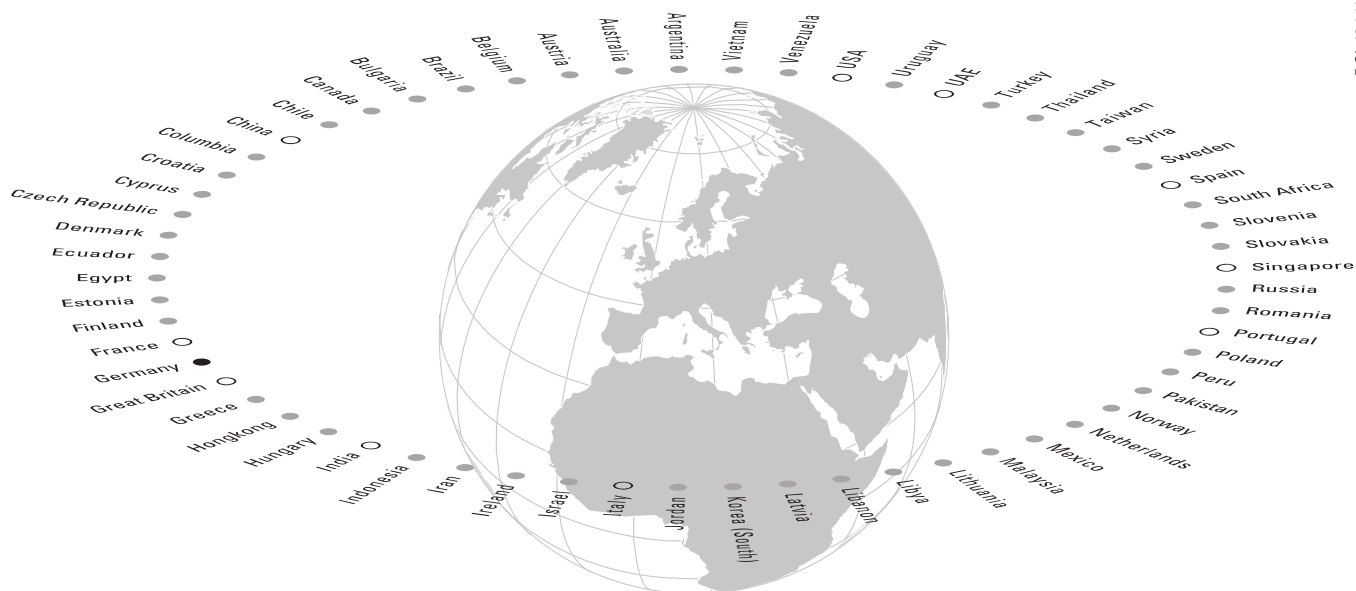 Argentina
Australia
Austria
Belgium
Brazil
Bulgaria
Canada
Chile
China
Columbia
Croatia
Cyprus
Czech Republic
Denmark
Ecuador
Egypt
Estonia
Finland
France
Germany
Great Britain
Greece
Hongkong
Hungary
India
Indonesia
Iran
Ireland
Israel
Italy
Jordan
Korea (South)
Latvia
Libanon
Libya
Lithuania
Malaysia
Mexico
Netherlands
Norway
Pakistan
Peru
Poland
Portugal
Romania
Russia
Singapore
Slovakia
Slovenia
South Africa
Spain
Sweden
Syria
Taiwan
Thailand
Turkey
UAE
Uruguay
USA
Venezuela
Vietnam